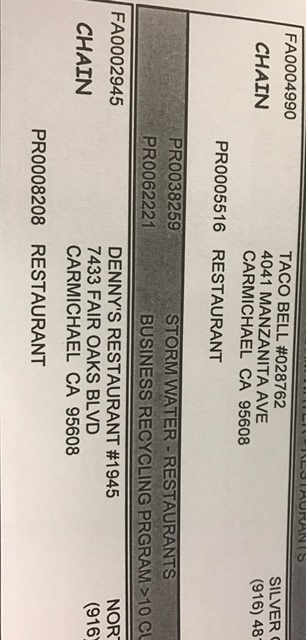 RESTAURANTS
FA0004990 TACO BELL #028762 SILVER
CHAIN 4041 MANZANITA AVE (916) 48
CARMICHAEL CA 95608
PR0005516 RESTAURANT
PR0038259 STORM WATER - RESTAURANTS
PR0062221 BUSINESS RECYCLING PRGRAM >10 CU
FA0002945 DENNY'S RESTAURANT #1945 NOR
CHAIN 7433 FAIR OAKS BLVD (916)
CARMICHAEL CA 95608
PR0008208 RESTAURANT